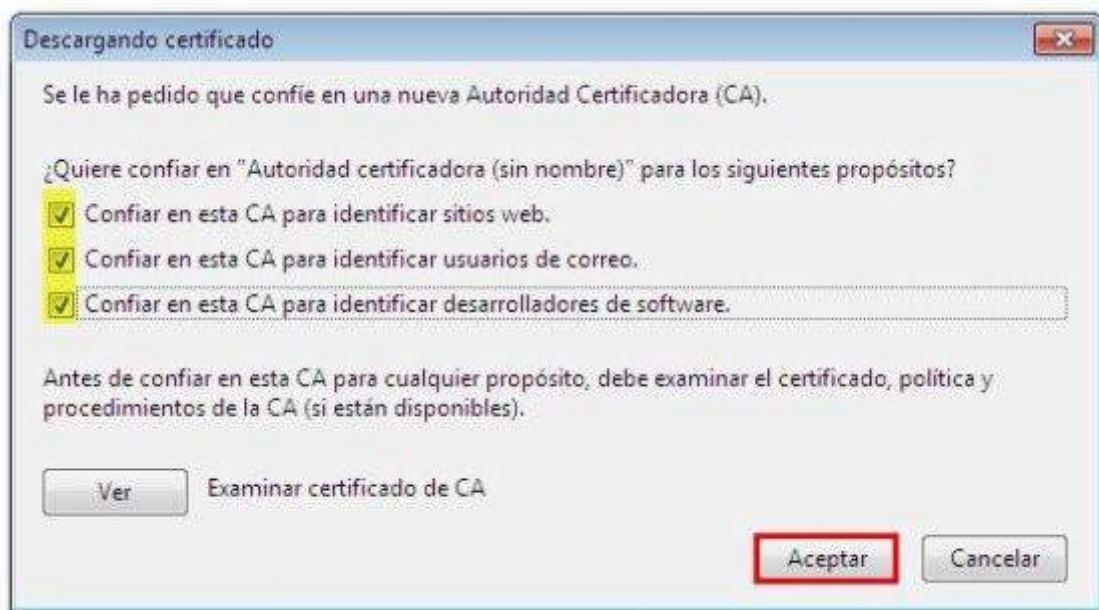 Descargando certificado
Se le ha pedido que confíe en una nueva Autoridad Certificadora (CA).
¿Quiere confiar en "Autoridad certificadora (sin nombre)" para los siguientes propósitos?
Confiar en esta CA para identificar sitios web.
Confiar en esta CA para identificar usuarios de correo.
Confiar en esta CA para identificar desarrolladores de software.
Antes de confiar en esta CA para cualquier propósito, debe examinar el certificado, política y
procedimientos de la CA (si están disponibles).
Ver Examinar certificado de CA
Aceptar Cancelar